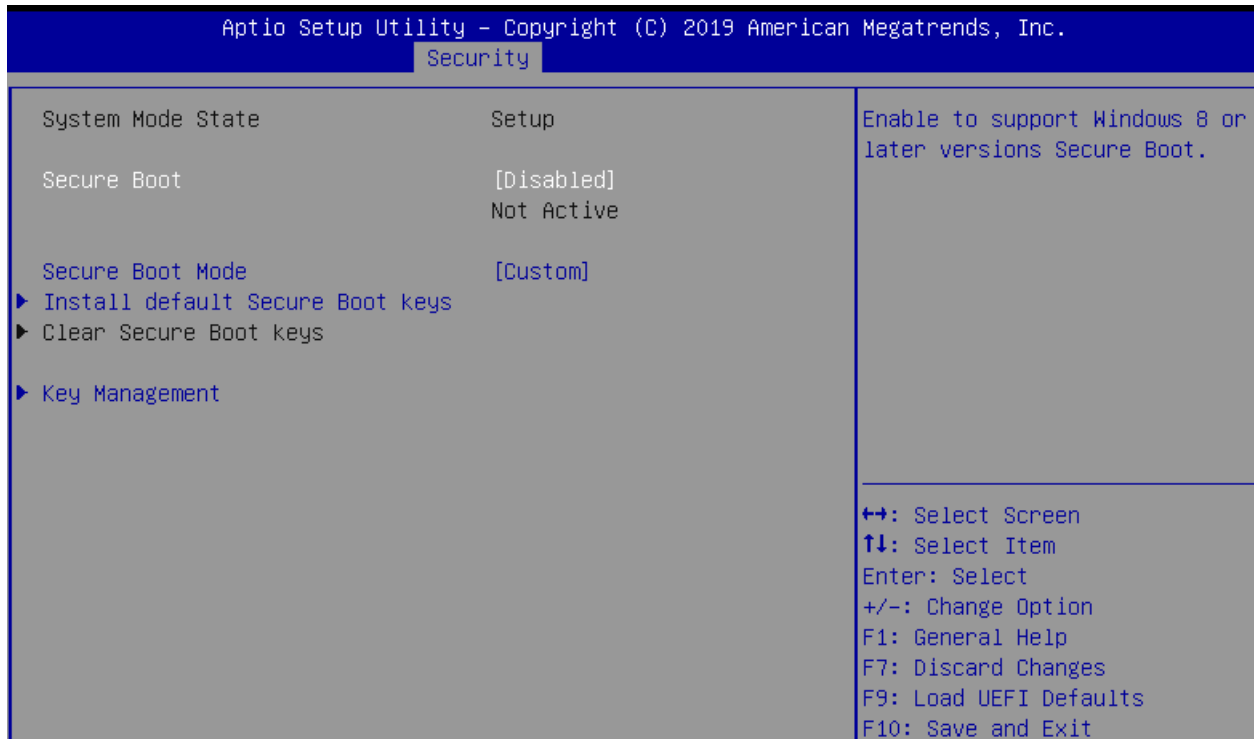 Aptio Setup Utility – Copyright (C) 2019 American Megatrends, Inc.
Security
System Mode State Setup
Secure Boot [Disabled]
Not Active
Secure Boot Mode [Custom]
▶ Install default Secure Boot keys
▶ Clear Secure Boot keys
▶ Key Management
Enable to support Windows 8 or
later versions Secure Boot.
↔: Select Screen
↑↓: Select Item
Enter: Select
+/-: Change Option
F1: General Help
F7: Discard Changes
F9: Load UEFI Defaults
F10: Save and Exit